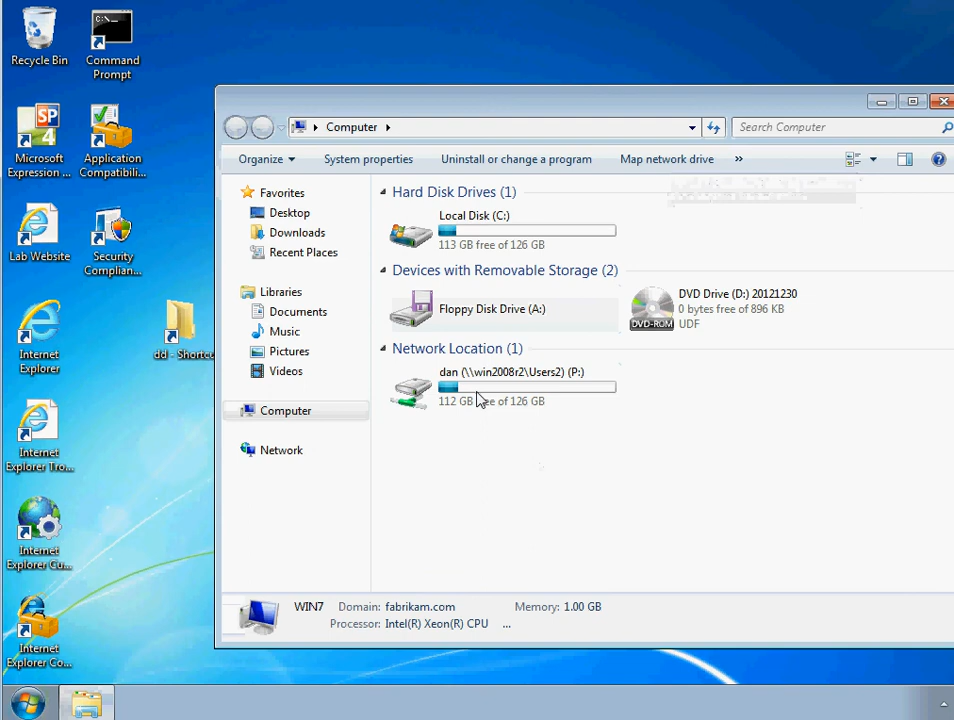 Recycle Bin
Command
Prompt
C:\_
Microsoft
Expression ...
SP
4
Application
Compatibili...
Lab Website
Security
Complian...
Internet
Explorer
dd - Shortc
Internet
Explorer Tro...
Internet
Explorer Cu...
Internet
Explorer Co...
Computer
Search Computer
Organize
System properties
Uninstall or change a program
Map network drive
»
Favorites
Desktop
Downloads
Recent Places
Libraries
Documents
Music
Pictures
Videos
Computer
Network
Hard Disk Drives (1)
Local Disk (C:)
113 GB free of 126 GB
Devices with Removable Storage (2)
Floppy Disk Drive (A:)
DVD-ROM
DVD Drive (D:) 20121230
0 bytes free of 896 KB
UDF
Network Location (1)
dan (\\win2008r2\Users2) (P:)
112 GB free of 126 GB
WIN7 Domain: fabrikam.com Memory: 1.00 GB
Processor: Intel(R) Xeon(R) CPU ...